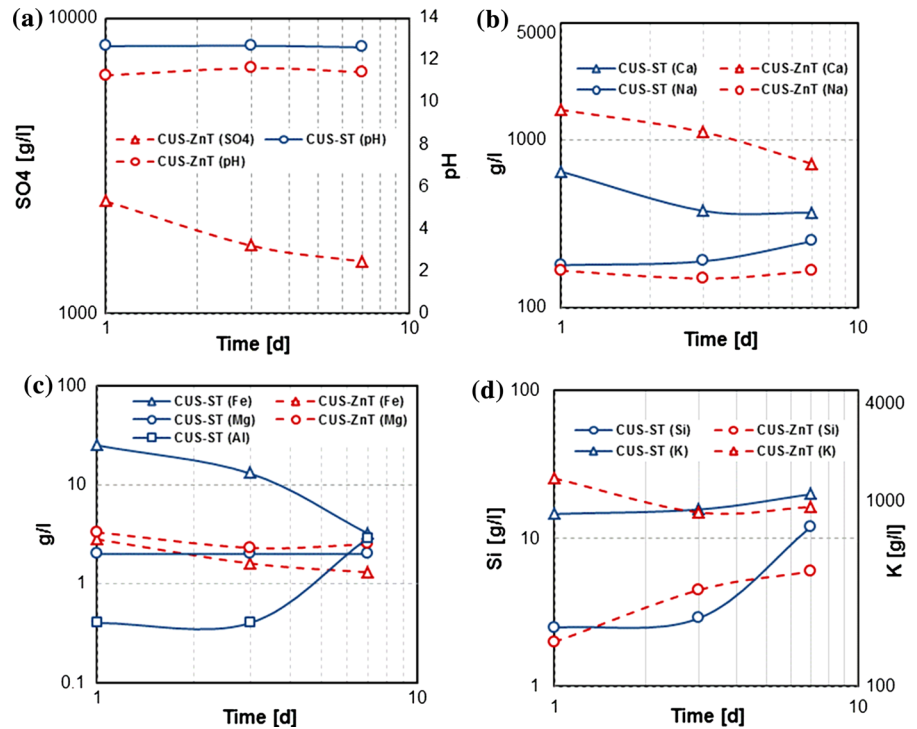 (a)
10000
14
12
10
8
6
4
2
0
1000
SO4 [g/l]
pH
CUS-ZnT (SO4)
CUS-ST (pH)
CUS-ZnT (pH)
1
10
Time [d]
(b)
5000
1000
100
g/l
CUS-ST (Ca)
CUS-ZnT (Ca)
CUS-ST (Na)
CUS-ZnT (Na)
1
10
Time [d]
(c)
100
10
1
0.1
g/l
CUS-ST (Fe)
CUS-ZnT (Fe)
CUS-ST (Mg)
CUS-ZnT (Mg)
CUS-ST (Al)
1
10
Time [d]
(d)
100
10
1
Si [g/l]
4000
1000
100
K [g/l]
CUS-ST (Si)
CUS-ZnT (Si)
CUS-ST (K)
CUS-ZnT (K)
1
10
Time [d]